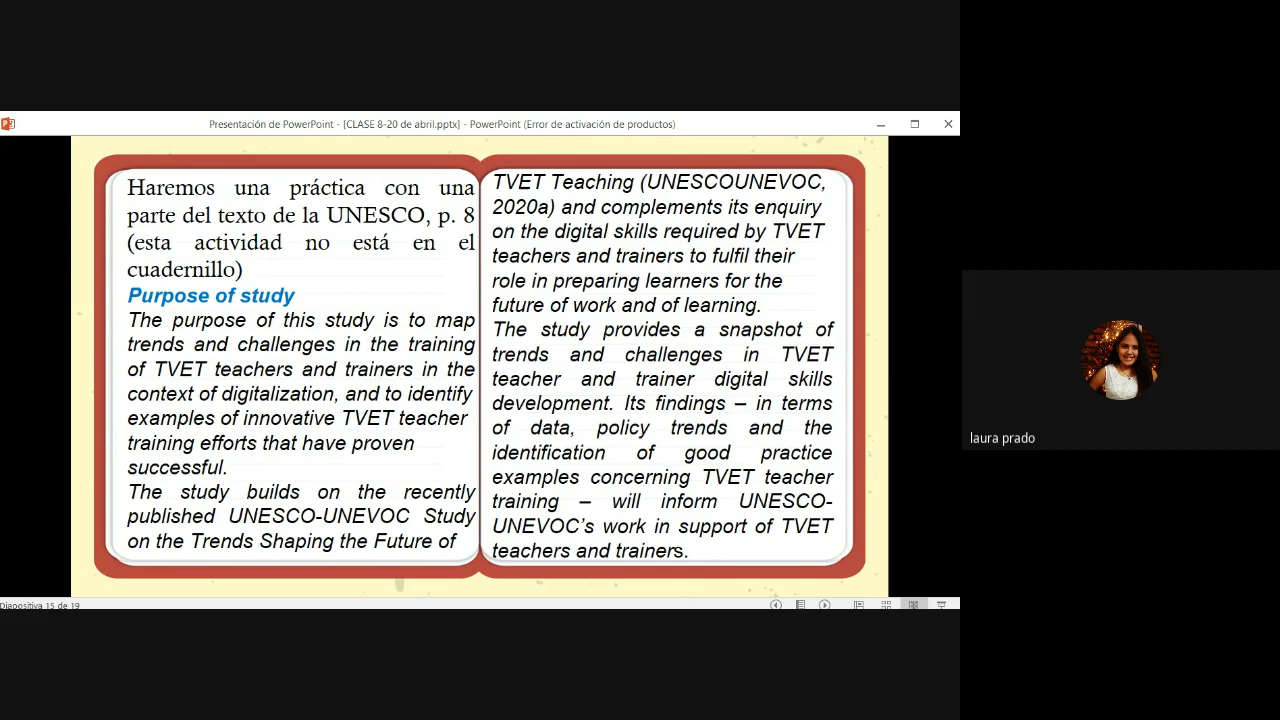 Presentación de PowerPoint - [CLASE 8-20 de abril.pptx] - PowerPoint (Error de activación de productos)
Haremos una práctica con una
parte del texto de la UNESCO, p. 8
(esta actividad no está en el
cuadernillo)
Purpose of study
The purpose of this study is to map
trends and challenges in the training
of TVET teachers and trainers in the
context of digitalization, and to identify
examples of innovative TVET teacher
training efforts that have proven
successful.
The study builds on the recently
published UNESCO-UNEVOC Study
on the Trends Shaping the Future of
TVET Teaching (UNESCOUNEVOC,
2020a) and complements its enquiry
on the digital skills required by TVET
teachers and trainers to fulfil their
role in preparing learners for the
future of work and of learning.
The study provides a snapshot of
trends and challenges in TVET
teacher and trainer digital skills
development. Its findings – in terms
of data, policy trends and the
identification of good practice
examples concerning TVET teacher
training – will inform UNESCO-
UNEVOC’s work in support of TVET
teachers and trainers.
Diapositiva 15 de 19
laura prado